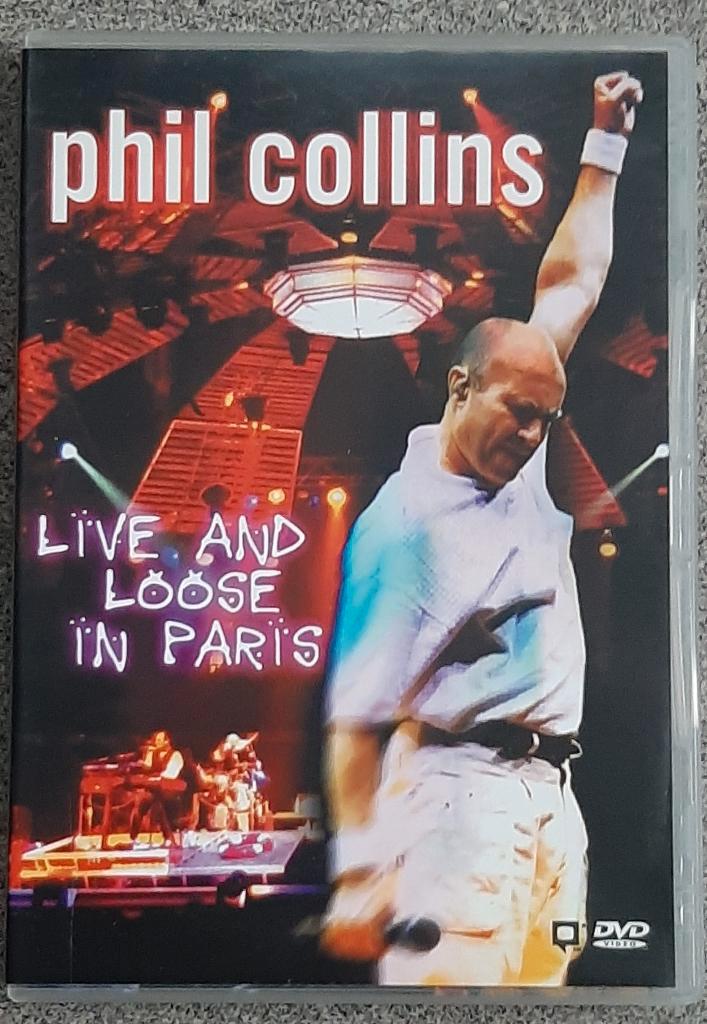 phil collins
LIVE AND
LOOSE
IN PARIS
DVD
VIDEO